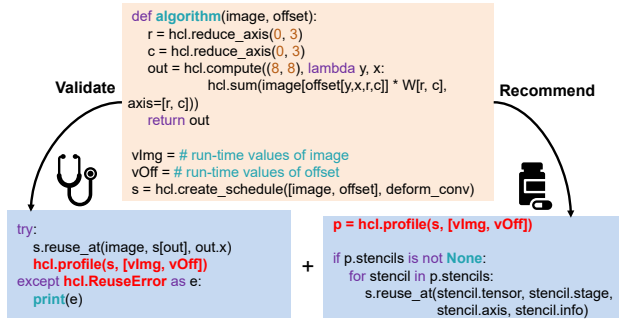 def algorithm(image, offset):
r = hcl.reduce_axis(0, 3)
c = hcl.reduce_axis(0, 3)
out = hcl.compute((8, 8), lambda y, x:
hcl.sum(image[offset[y,x,r,c]] * W[r, c],
axis=[r, c]))
return out
vImg = # run-time values of image
vOff = # run-time values of offset
s = hcl.create_schedule([image, offset], deform_conv)
Validate
Recommend
try:
s.reuse_at(image, s[out], out.x)
hcl.profile(s, [vImg, vOff])
except hcl.ReuseError as e:
print(e)
+
p = hcl.profile(s, [vImg, vOff])
if p.stencils is not None:
for stencil in p.stencils:
s.reuse_at(stencil.tensor, stencil.stage,
stencil.axis, stencil.info)